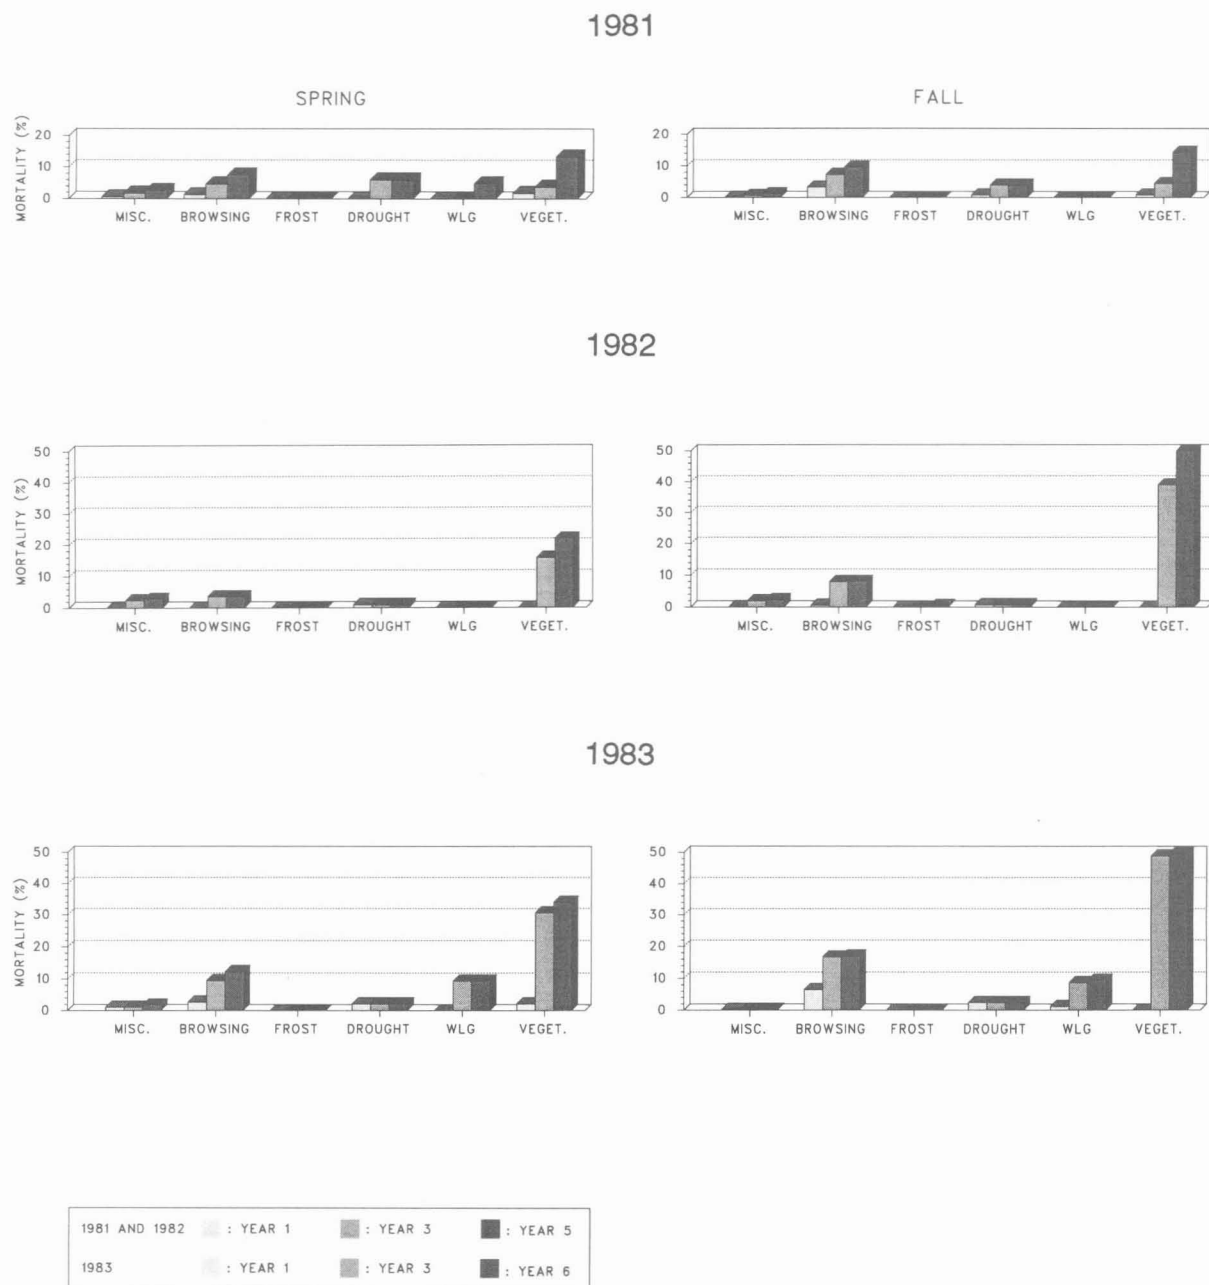 1981
SPRING
FALL
MORTALITY (%)
20
10
0
MISC. BROWSING FROST DROUGHT WLG VEGET.
20
10
0
MISC. BROWSING FROST DROUGHT WLG VEGET.
1982
MORTALITY (%)
50
40
30
20
10
0
MISC. BROWSING FROST DROUGHT WLG VEGET.
50
40
30
20
10
0
MISC. BROWSING FROST DROUGHT WLG VEGET.
1983
MORTALITY (%)
50
40
30
20
10
0
MISC. BROWSING FROST DROUGHT WLG VEGET.
50
40
30
20
10
0
MISC. BROWSING FROST DROUGHT WLG VEGET.
1981 AND 1982 : YEAR 1 : YEAR 3 : YEAR 5
1983 : YEAR 1 : YEAR 3 : YEAR 6